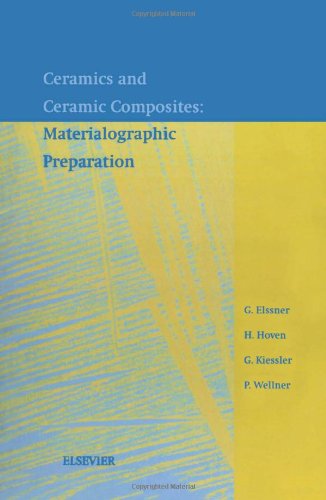 Ceramics and
Ceramic Composites:
Materialographic
Preparation
G. Elssner
H. Hoven
G. Kiessler
P. Wellner
ELSEVIER